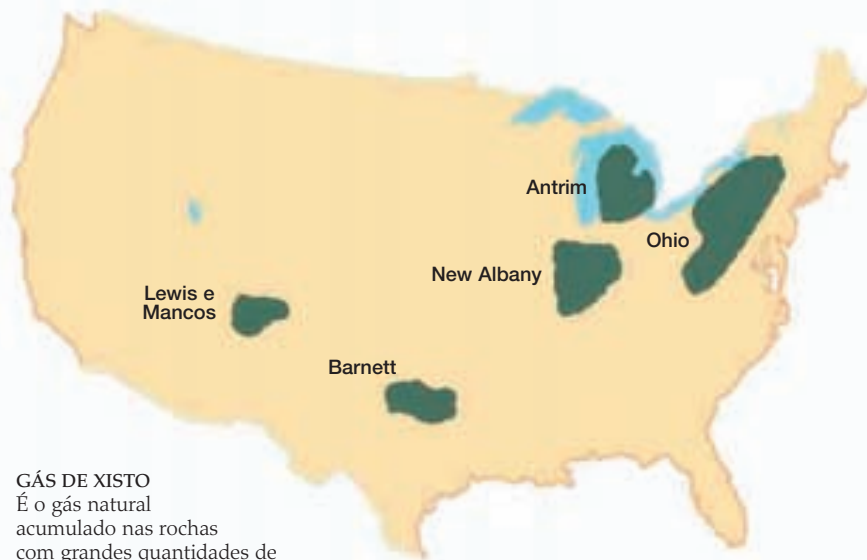 Antrim
Ohio
New Albany
Lewis e
Mancos
Barnett
GÁS DE XISTO
É o gás natural
acumulado nas rochas
com grandes quantidades de